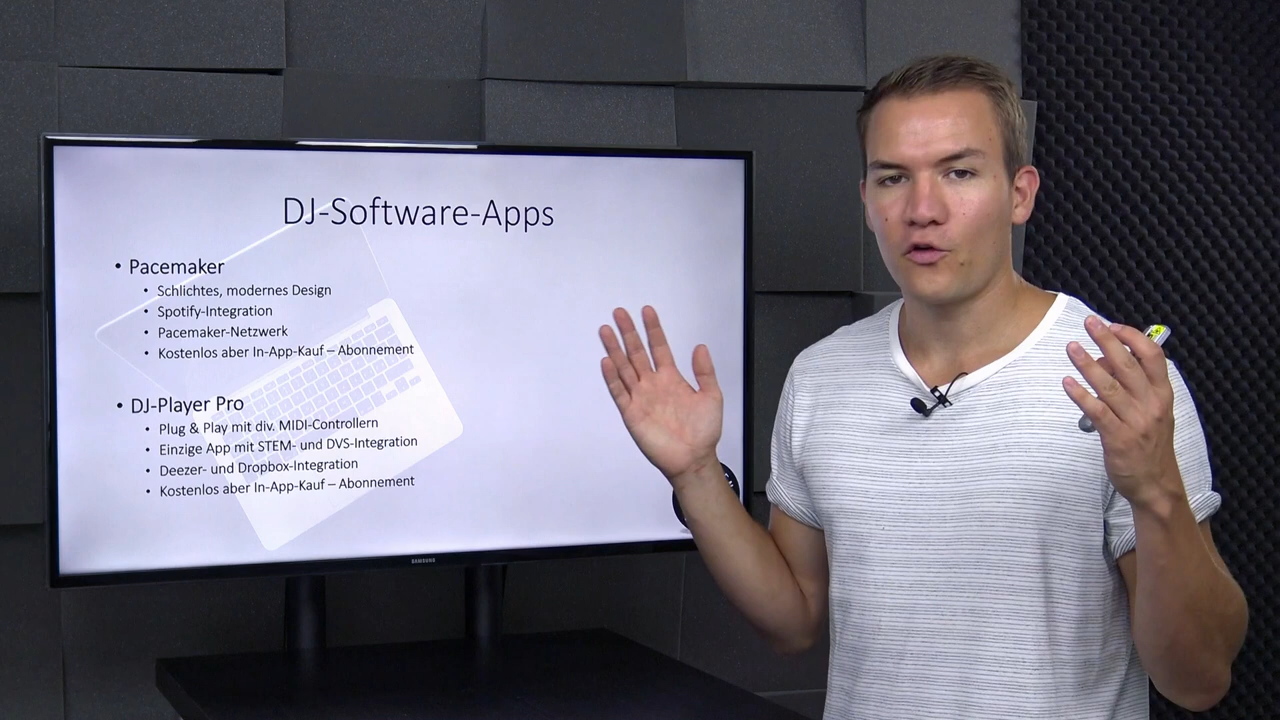 DJ-Software-Apps
• Pacemaker
• Schlichtes, modernes Design
• Spotify-Integration
• Pacemaker-Netzwerk
• Kostenlos aber In-App-Kauf – Abonnement
• DJ-Player Pro
• Plug & Play mit div. MIDI-Controllern
• Einzige App mit STEM- und DVS-Integration
• Deezer- und Dropbox-Integration
• Kostenlos aber In-App-Kauf – Abonnement
SAMSUNG